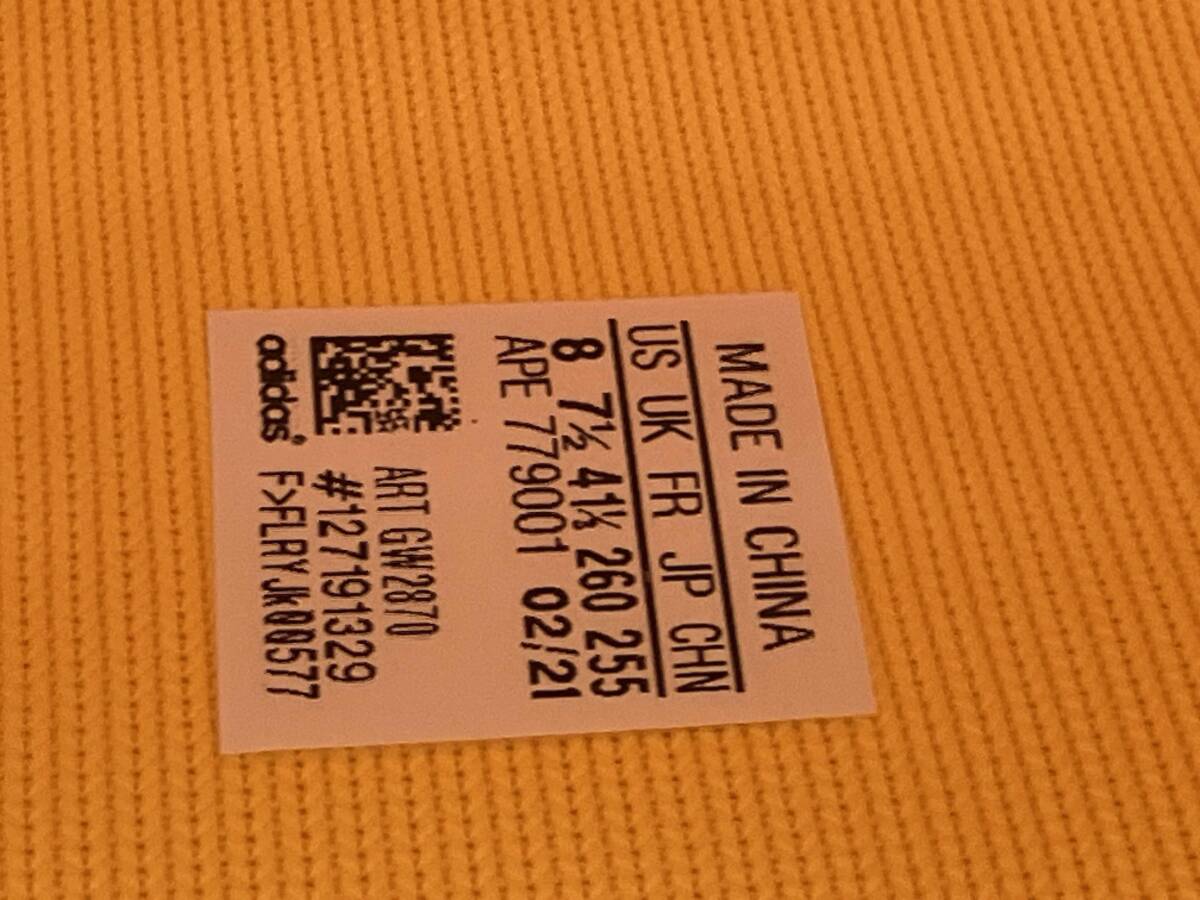 MADE IN CHINA
US UK FR JP CHN
8 7½ 41⅓ 260 255
APE 779001 02/21
ART GW2870
#127191329
adidas F>FLRYJK00577